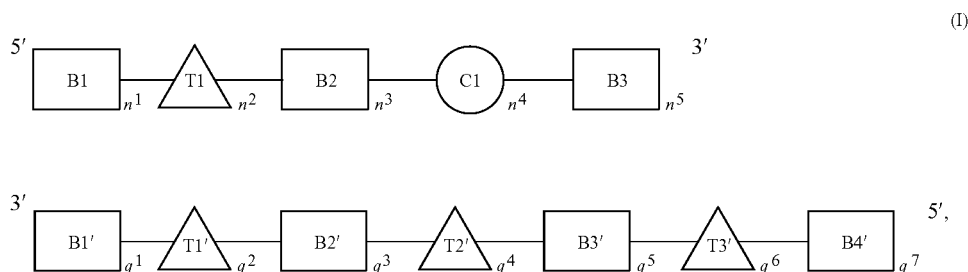 (I)
5′ B1 n1 T1 n2 B2 n3 C1 n4 B3 n5 3′
3′ B1′ q1 T1′ q2 B2′ q3 T2′ q4 B3′ q5 T3′ q6 B4′ q7 5′,